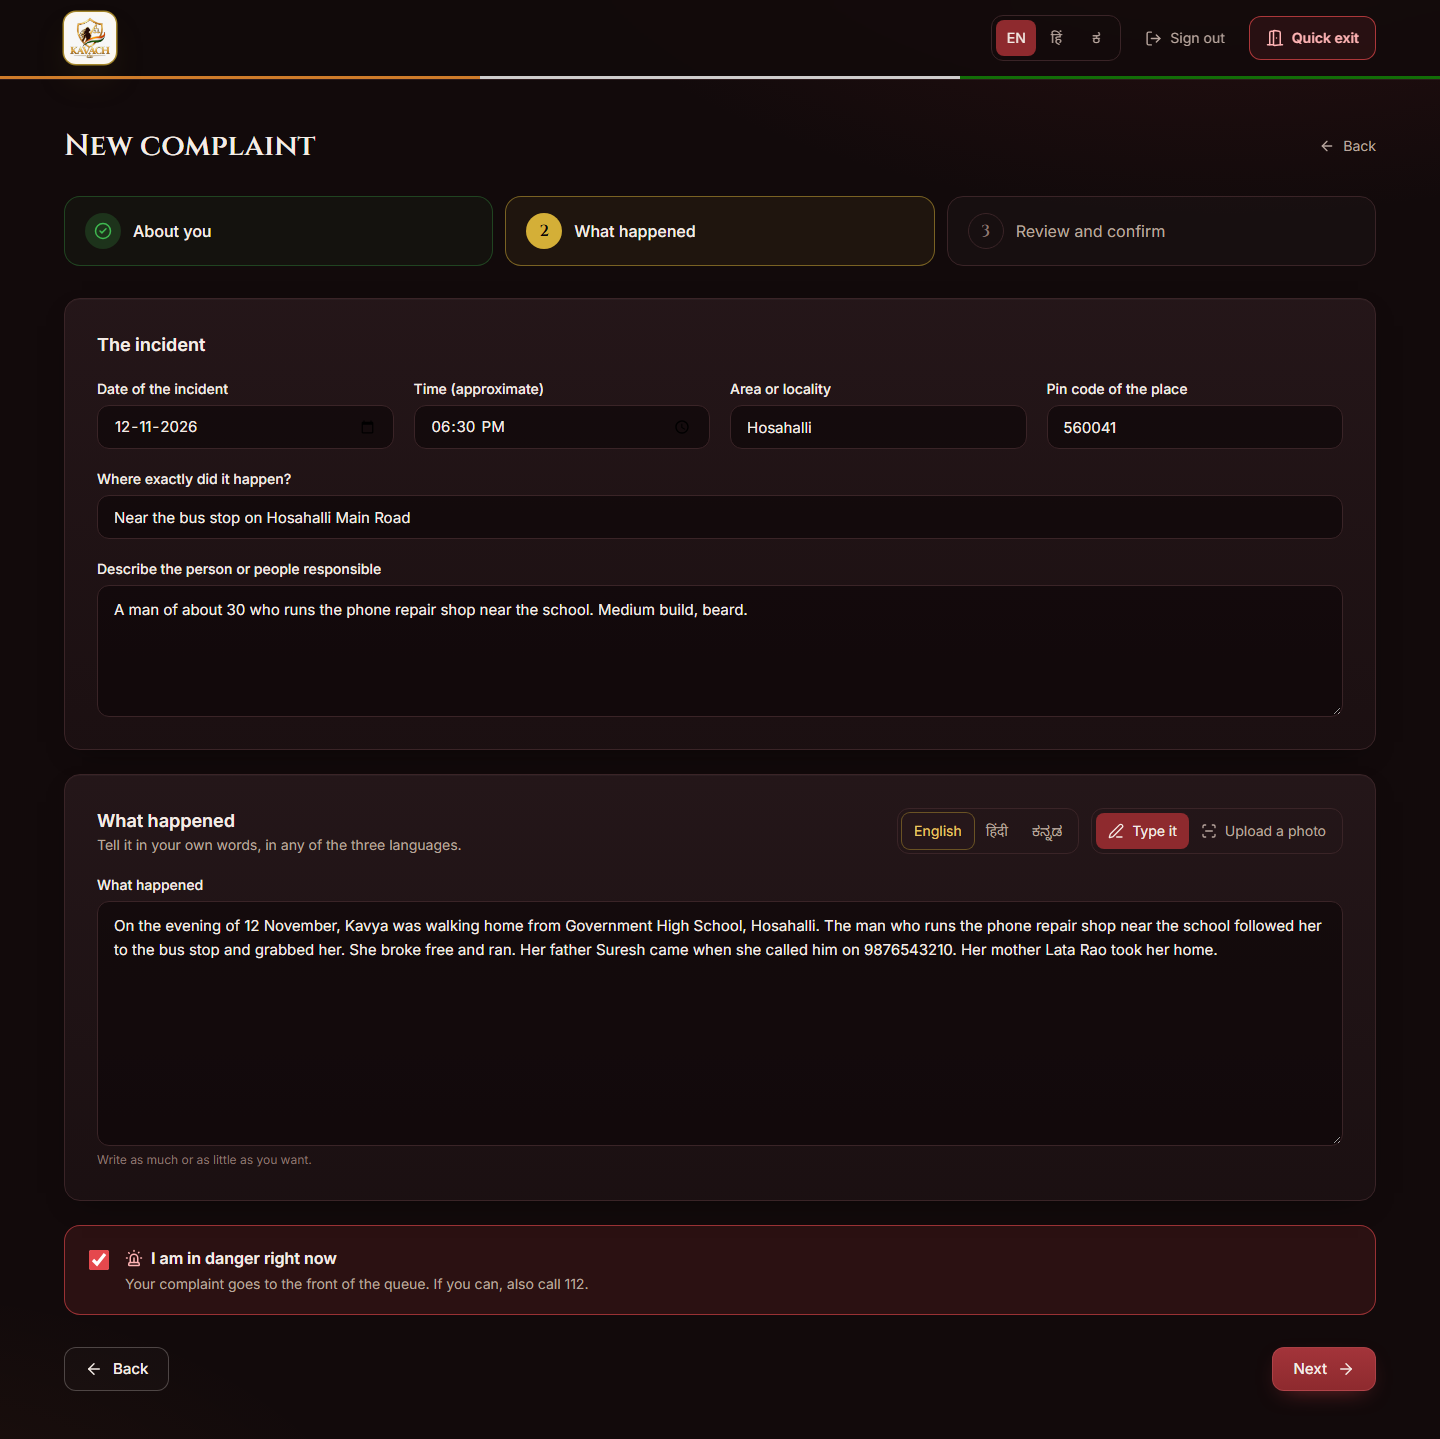 KAVACH
EN हिं ಕ Sign out Quick exit
New complaint
Back
About you
2 What happened
3 Review and confirm
The incident
Date of the incident Time (approximate) Area or locality Pin code of the place
12-11-2026 06:30 PM Hosahalli 560041
Where exactly did it happen?
Near the bus stop on Hosahalli Main Road
Describe the person or people responsible
A man of about 30 who runs the phone repair shop near the school. Medium build, beard.
What happened
Tell it in your own words, in any of the three languages.
English हिंदी ಕನ್ನಡ Type it Upload a photo
What happened
On the evening of 12 November, Kavya was walking home from Government High School, Hosahalli. The man who runs the phone repair shop near the school followed her
to the bus stop and grabbed her. She broke free and ran. Her father Suresh came when she called him on 9876543210. Her mother Lata Rao took her home.
Write as much or as little as you want.
I am in danger right now
Your complaint goes to the front of the queue. If you can, also call 112.
Back Next